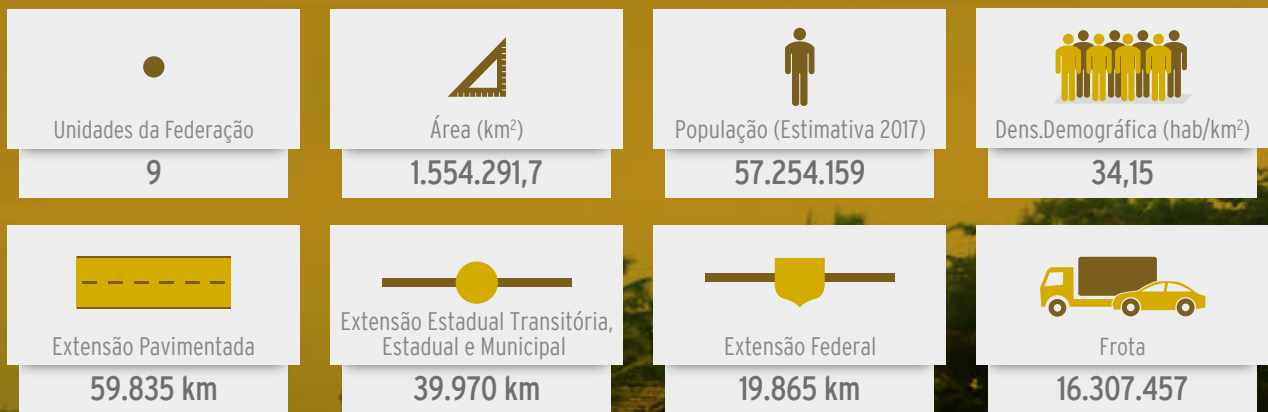 Unidades da Federação
9
Área (km²)
1.554.291,7
População (Estimativa 2017)
57.254.159
Dens.Demográfica (hab/km²)
34,15
Extensão Pavimentada
59.835 km
Extensão Estadual Transitória,
Estadual e Municipal
39.970 km
Extensão Federal
19.865 km
Frota
16.307.457